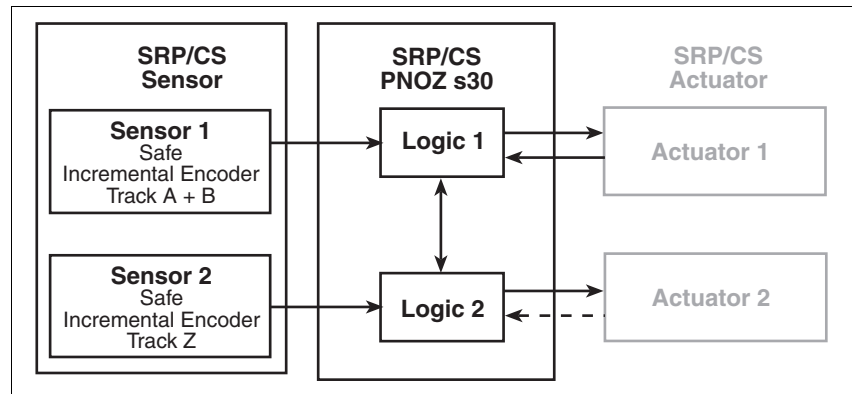 SRP/CS
Sensor
SRP/CS
PNOZ s30
SRP/CS
Actuator
Sensor 1
Safe
Incremental Encoder
Track A + B
Logic 1
Actuator 1
Sensor 2
Safe
Incremental Encoder
Track Z
Logic 2
Actuator 2